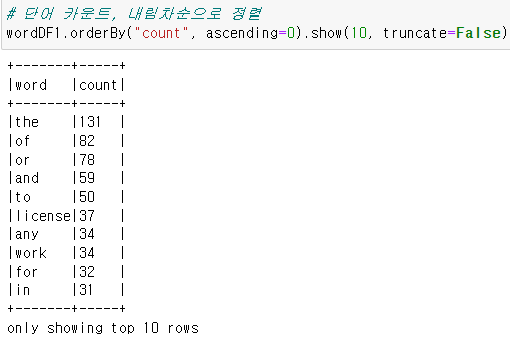 # 단어 카운트, 내림차순으로 정렬
wordDF1.orderBy("count", ascending=0).show(10, truncate=False)
+-------+-----+
|word   |count|
+-------+-----+
|the    |131  |
|of     |82   |
|or     |78   |
|and    |59   |
|to     |50   |
|license|37   |
|any    |34   |
|work   |34   |
|for    |32   |
|in     |31   |
+-------+-----+
only showing top 10 rows